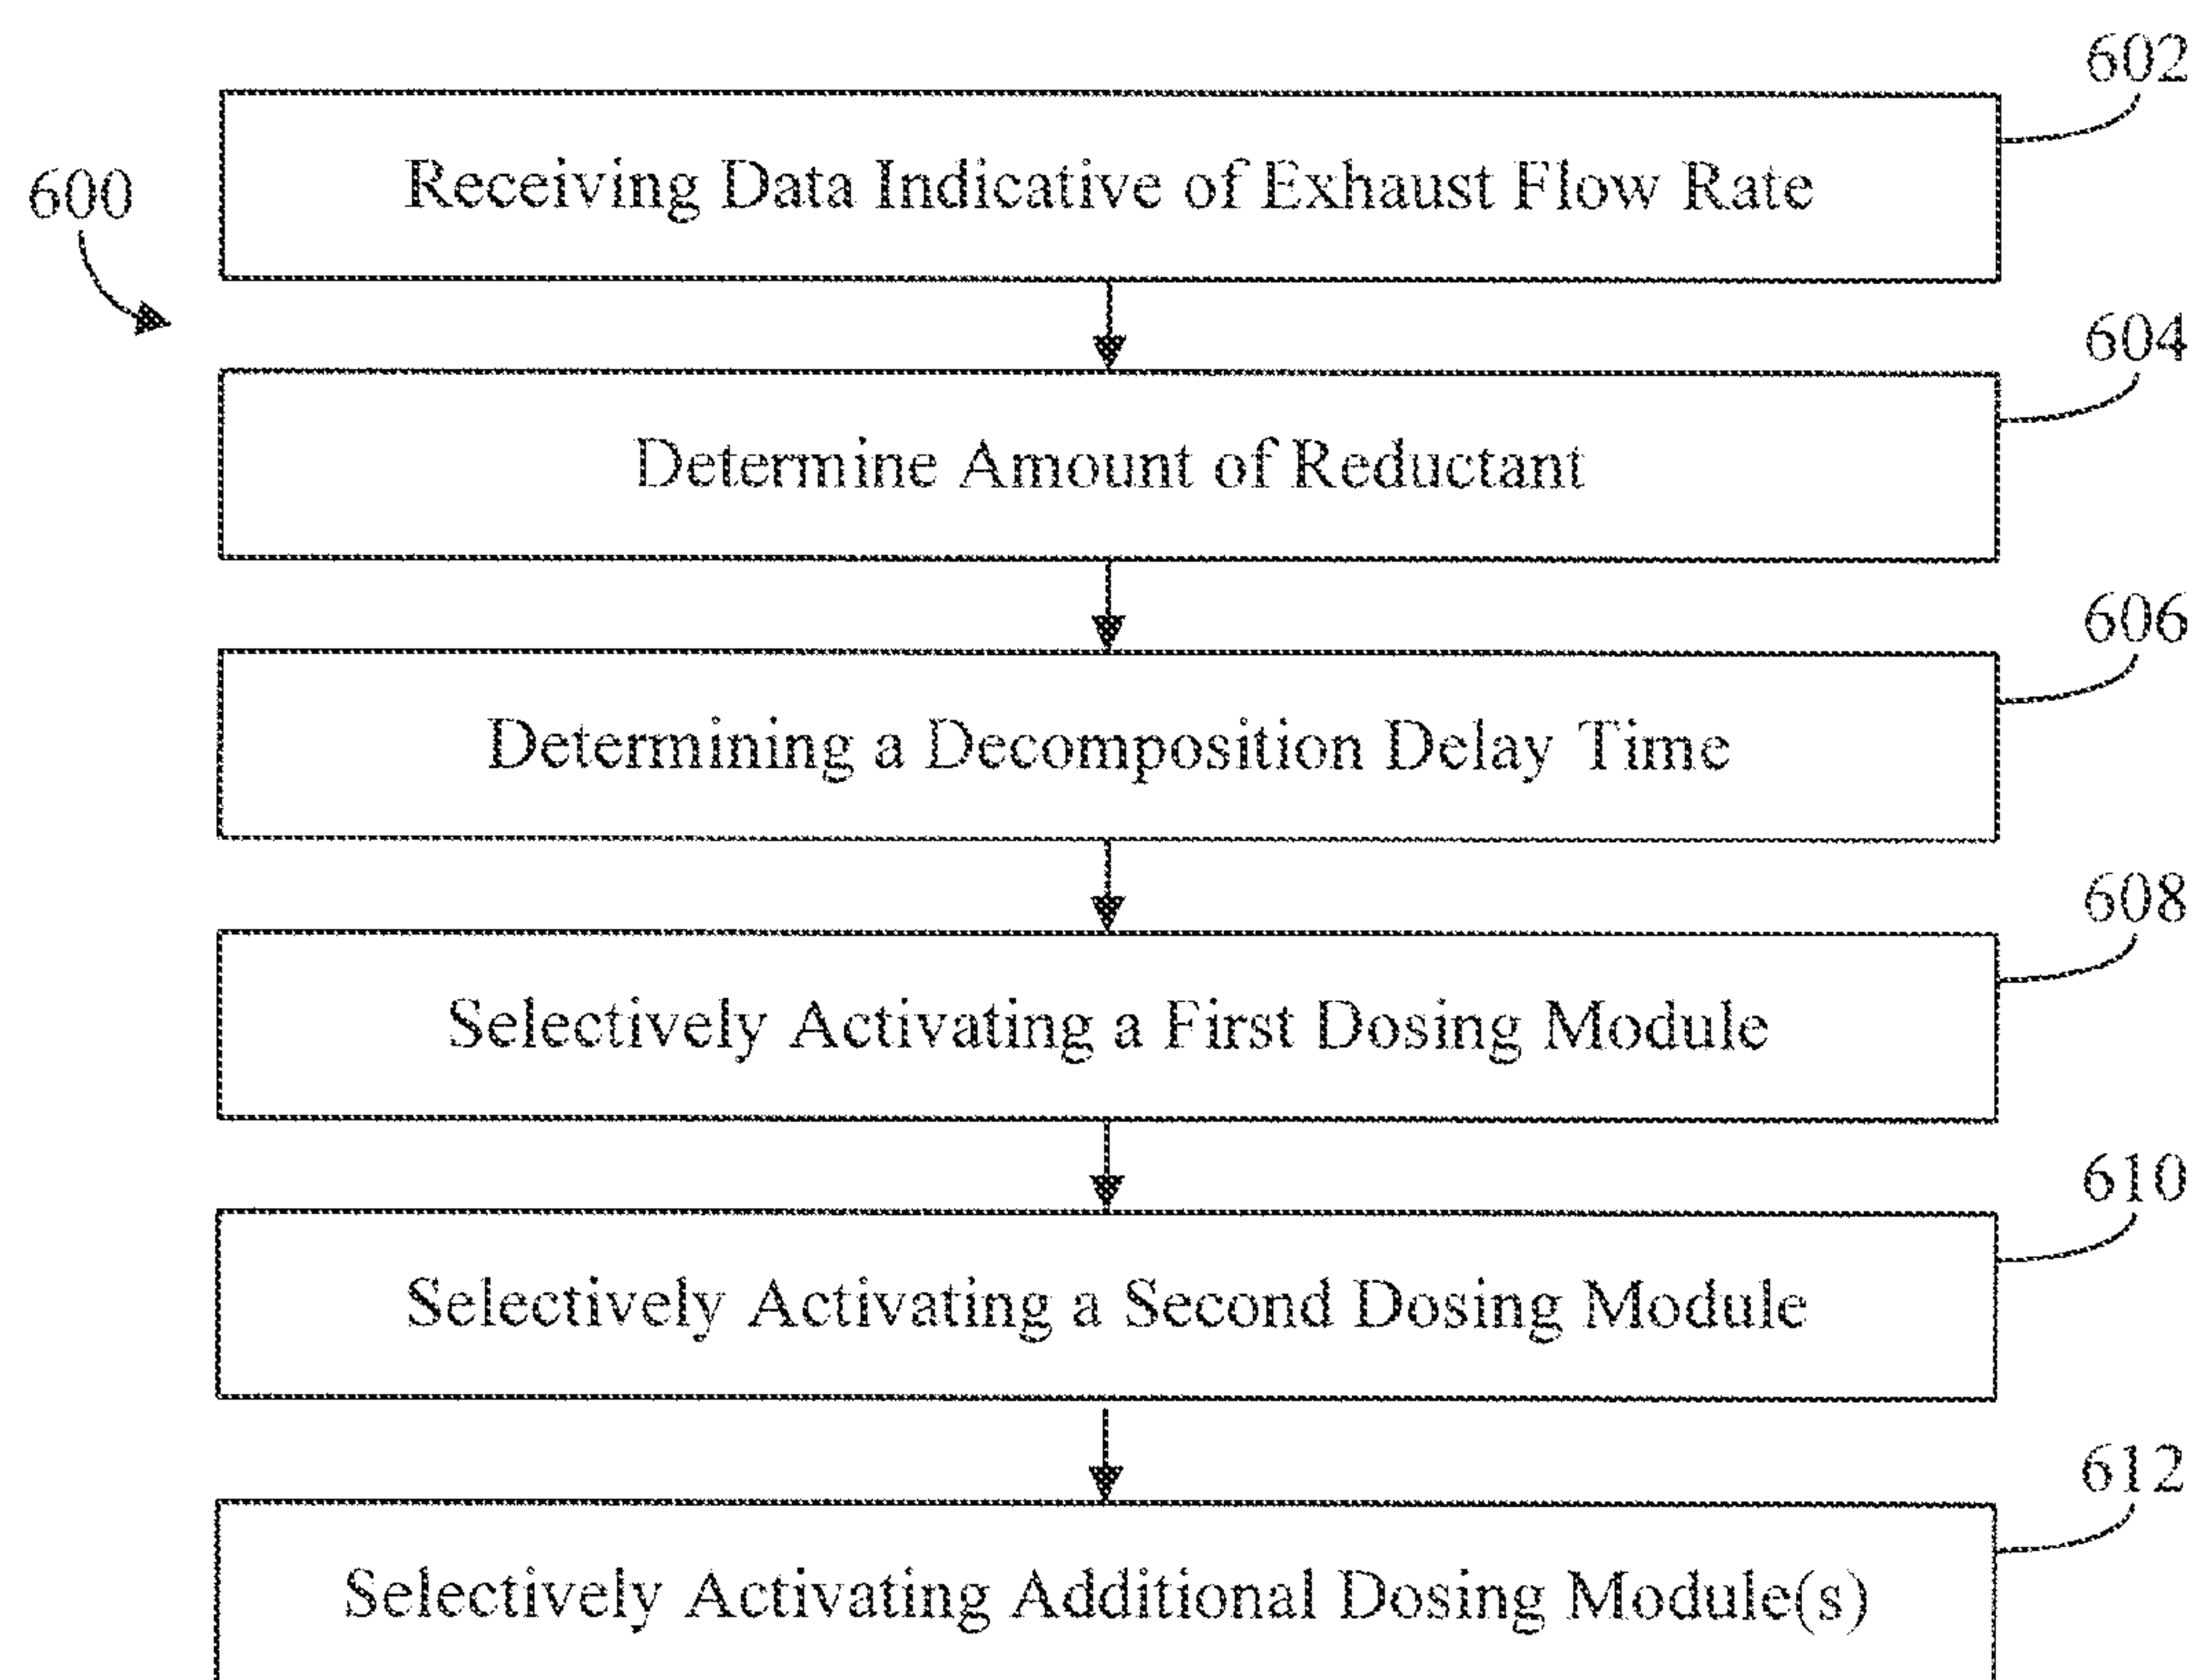 602
Receiving Data Indicative of Exhaust Flow Rate
600
604
Determine Amount of Reductant
606
Determining a Decomposition Delay Time
608
Selectively Activating a First Dosing Module
610
Selectively Activating a Second Dosing Module
612
Selectively Activating Additional Dosing Module(s)